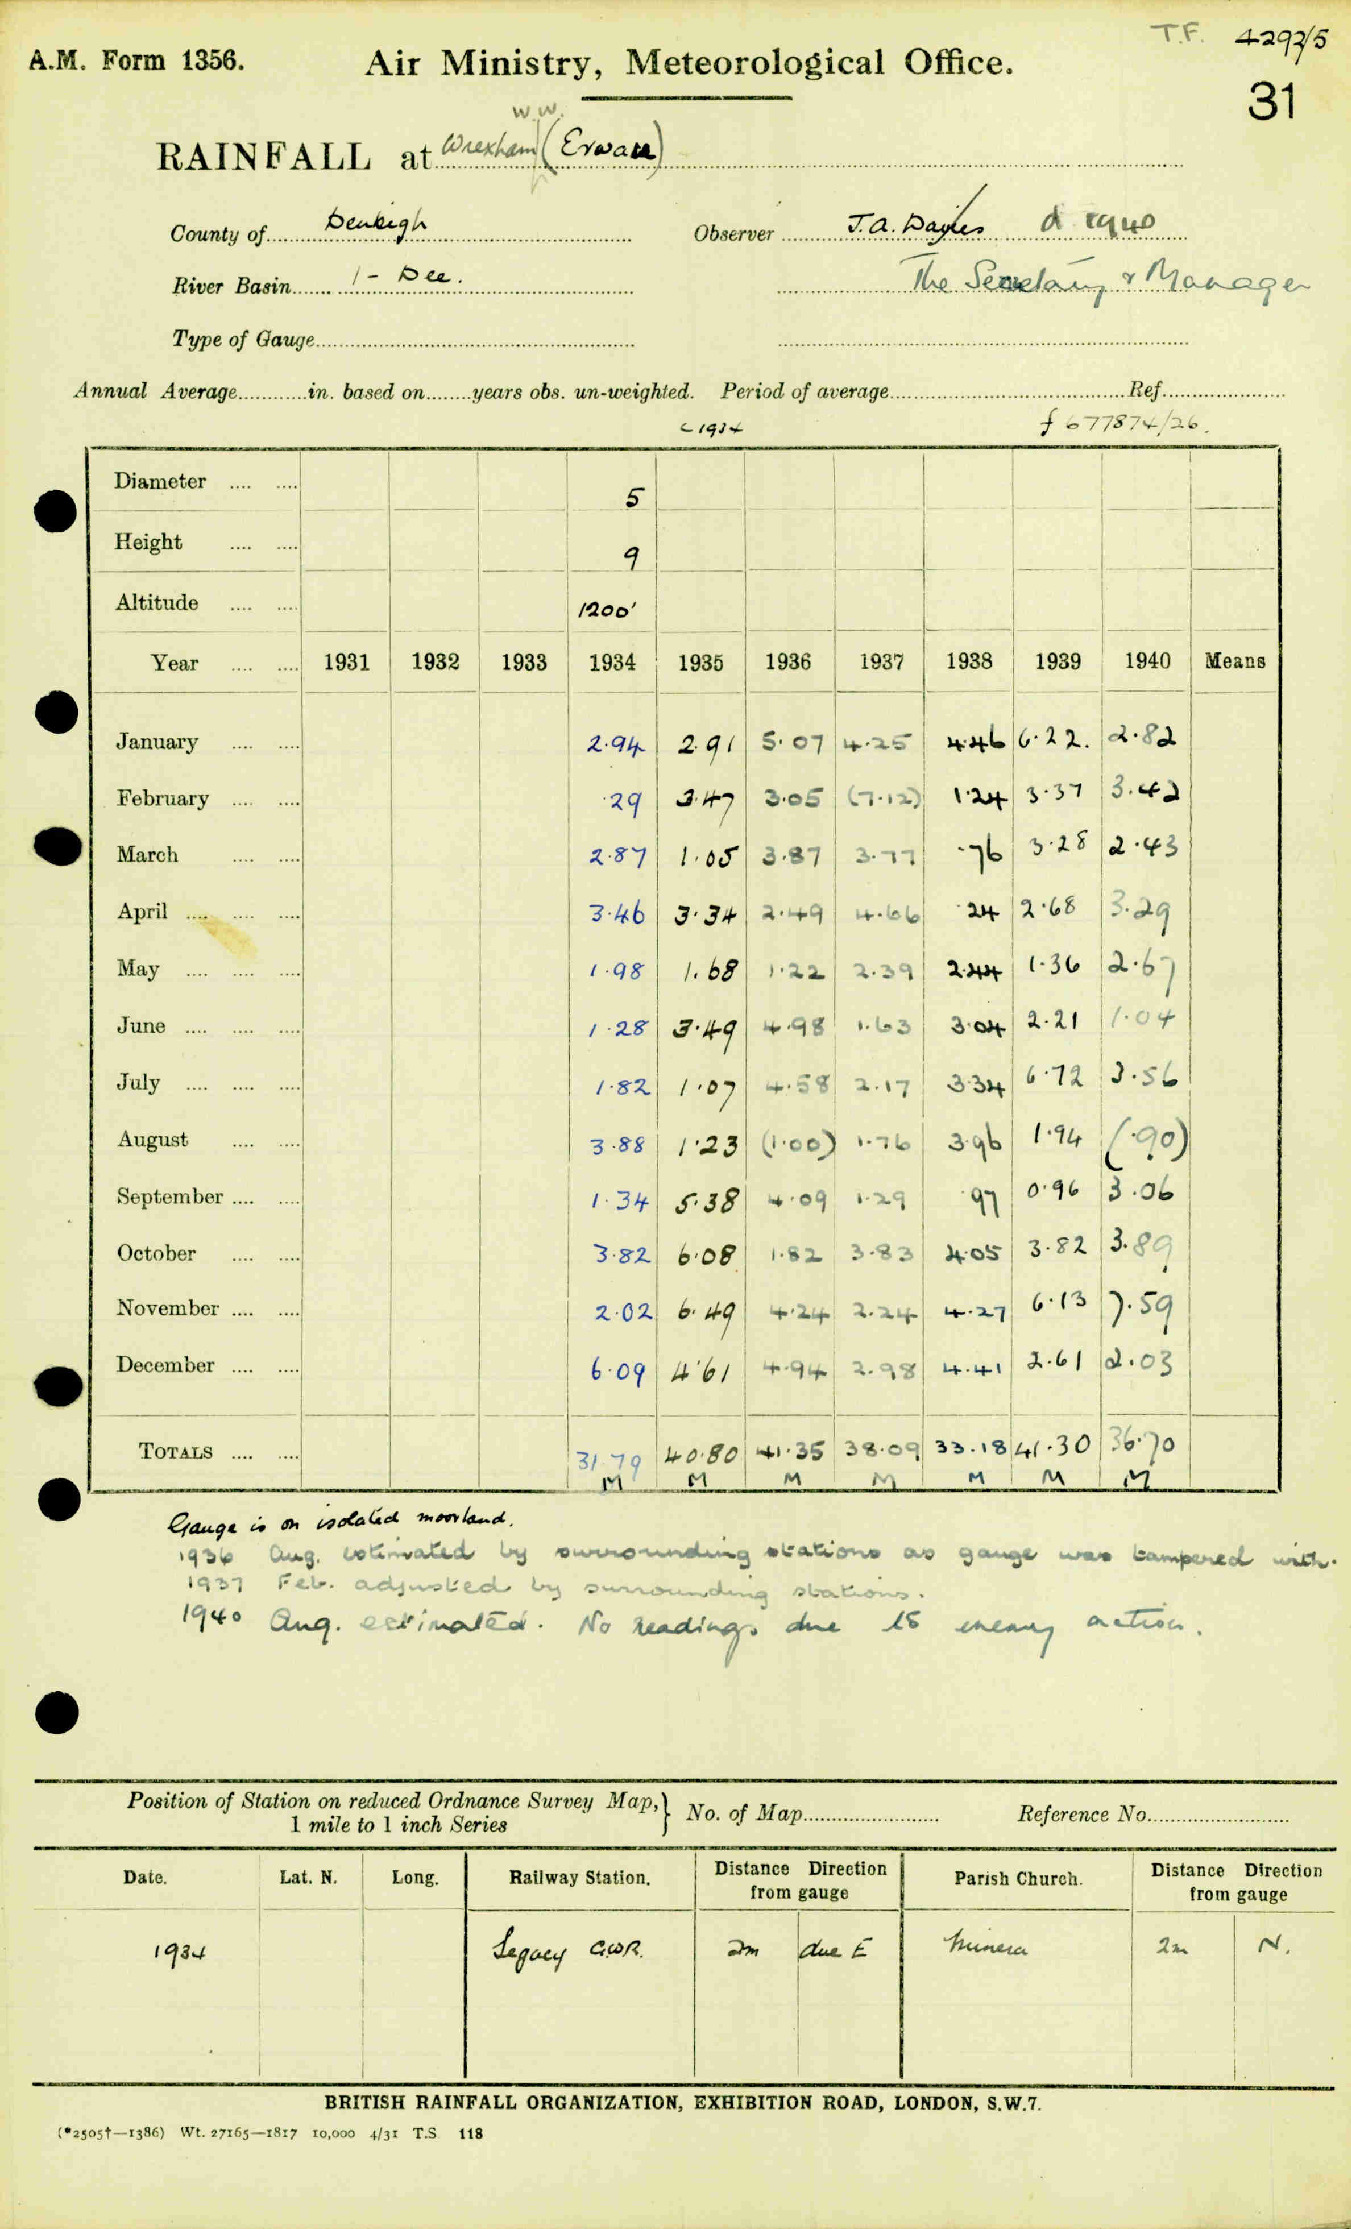 T.F. 4292/5
A.M. Form 1356. Air Ministry, Meteorological Office.
31
W.W.
RAINFALL at Wrexham (Erwau)
County of Denbigh Observer J.A. Davies d 1940
River Basin 1 - Dee. The Secretary & Manager
Type of Gauge
Annual Average in. based on years obs. un-weighted. Period of average Ref.
1934 f 677874/26.
Diameter .... .... 5
Height .... .... 9
Altitude .... .... 1200'
Year .... .... 1931 1932 1933 1934 1935 1936 1937 1938 1939 1940 Means
January .... .... 2.94 2.91 5.07 4.25 4.46 6.22. 2.82
February .... .... .29 3.47 3.05 (7.12) 1.24 3.37 3.42
March .... .... 2.87 1.05 3.87 3.77 .76 3.28 2.43
April .... .... .... 3.46 3.34 2.49 4.66 .24 2.68 3.29
May .... .... .... 1.98 1.68 1.22 2.39 2.44 1.36 2.67
June .... .... .... 1.28 3.49 4.98 1.63 3.04 2.21 1.04
July .... .... .... 1.82 1.07 4.58 2.17 3.34 6.72 3.56
August .... .... 3.88 1.23 (1.00) 1.76 3.96 1.94 (.90)
September .... .... 1.34 5.38 4.09 1.29 .97 0.96 3.06
October .... .... 3.82 6.08 1.82 3.83 4.05 3.82 3.89
November .... .... 2.02 6.49 4.24 2.24 4.27 6.13 7.59
December .... .... 6.09 4.61 4.94 2.98 4.41 2.61 2.03
TOTALS .... .... 31.79 40.80 41.35 38.09 33.18 41.30 36.70
M M M M M M M
Gauge is on isolated moorland.
1936 Aug. estimated by surrounding stations as gauge was tampered with.
1937 Feb. adjusted by surrounding stations.
1940 Aug. estimated. No readings due to enemy action.
Position of Station on reduced Ordnance Survey Map, } No. of Map Reference No.
1 mile to 1 inch Series
Date. Lat. N. Long. Railway Station. Distance Direction from gauge Parish Church. Distance Direction from gauge
1934 Legacy G.W.R. 2m due E Minera 2m N.
BRITISH RAINFALL ORGANIZATION, EXHIBITION ROAD, LONDON, S.W.7.
(*2505†—1386) Wt. 27165—1817 10,000 4/31 T.S 118